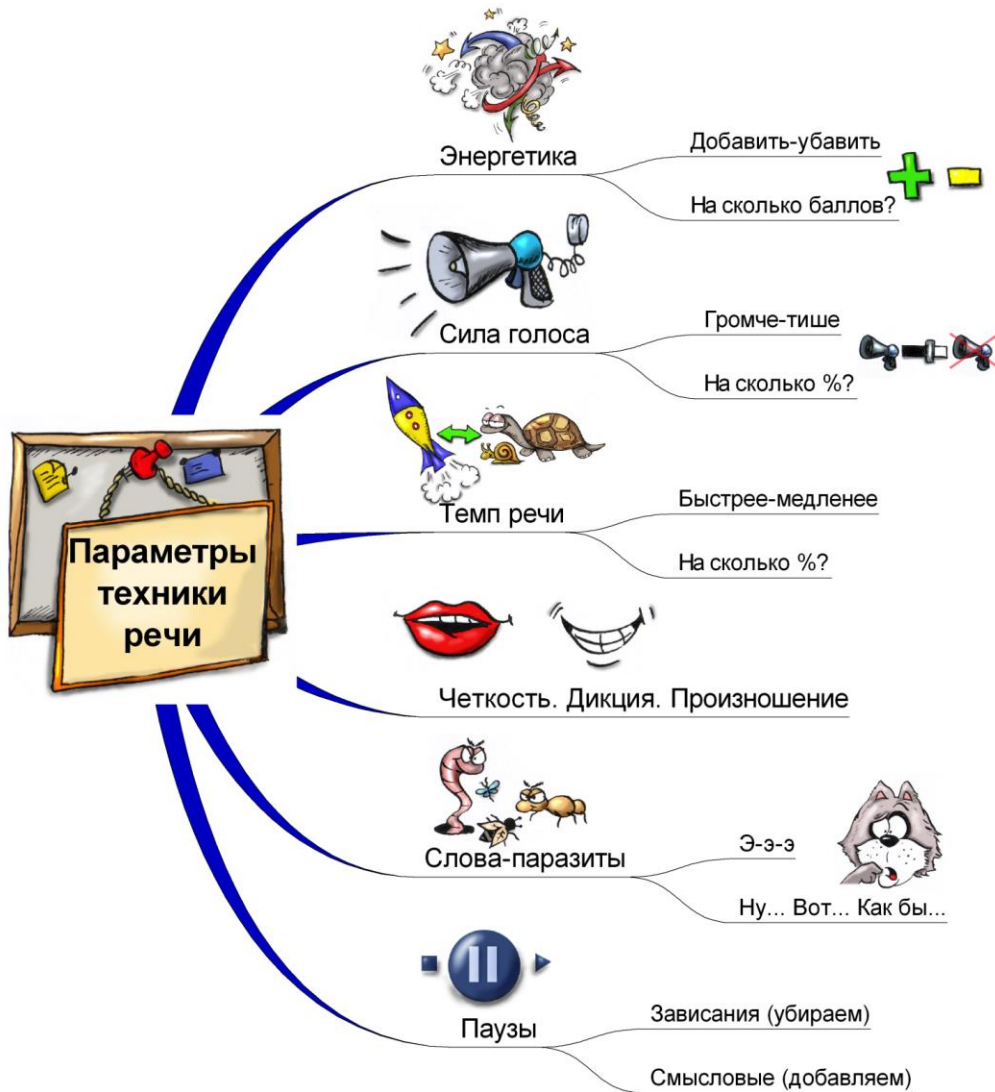 Энергетика
Добавить-убавить
На сколько баллов?
Сила голоса
Громче-тише
На сколько %?
Темп речи
Быстрее-медленее
На сколько %?
Параметры
техники
речи
Четкость. Дикция. Произношение
Слова-паразиты
Э-э-э
Ну... Вот... Как бы...
Паузы
Зависания (убираем)
Смысловые (добавляем)